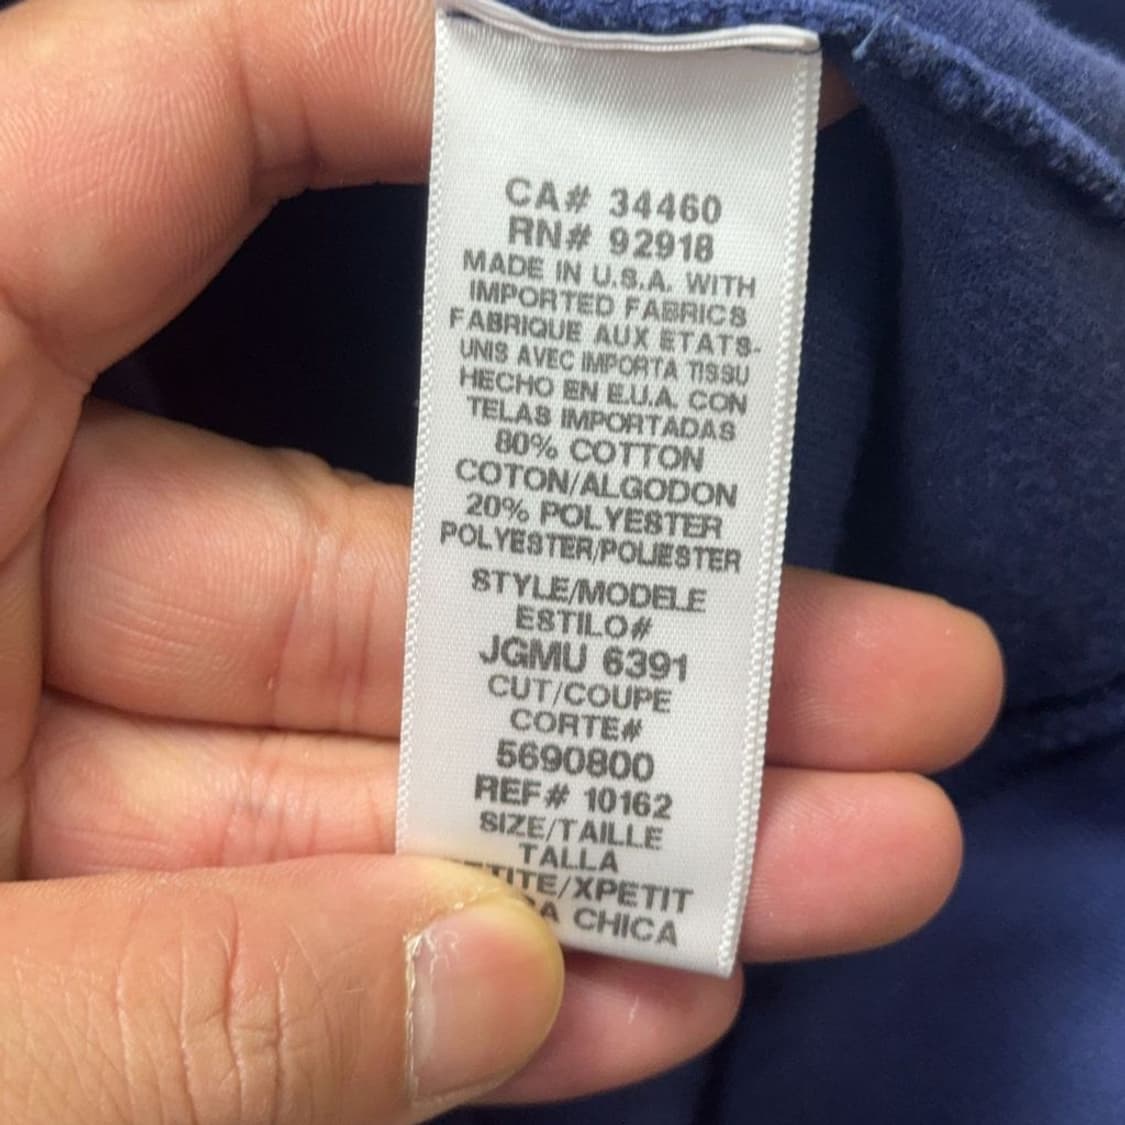 CA# 34460
RN# 92918
MADE IN U.S.A. WITH
IMPORTED FABRICS
FABRIQUE AUX ETATS-
UNIS AVEC IMPORTA TISSU
HECHO EN E.U.A. CON
TELAS IMPORTADAS
80% COTTON
COTON/ALGODON
20% POLYESTER
POLYESTER/POLIESTER
STYLE/MODELE
ESTILO#
JGMU 6391
CUT/COUPE
CORTE#
5690800
REF# 10162
SIZE/TAILLE
TALLA
/XPETIT
CHICA